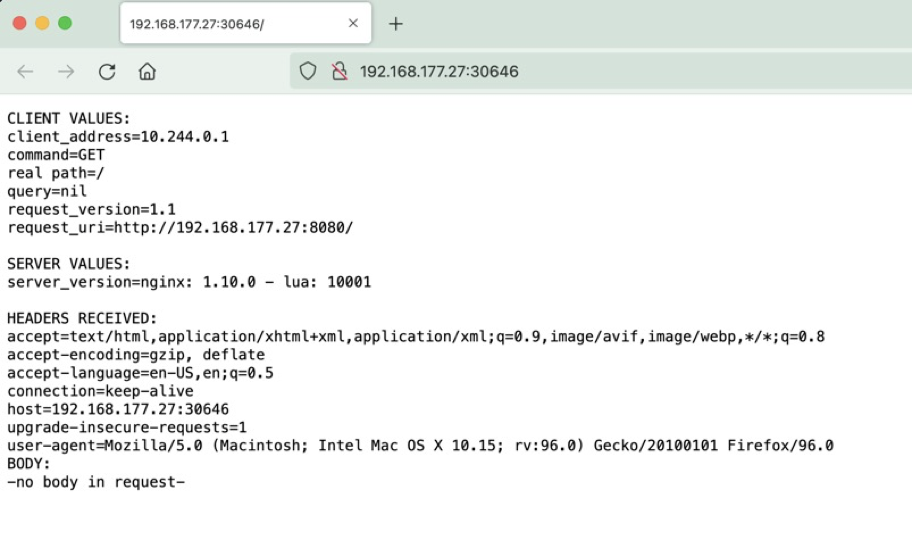 192.168.177.27:30646/
192.168.177.27:30646
CLIENT VALUES:
client_address=10.244.0.1
command=GET
real path=/
query=nil
request_version=1.1
request_uri=http://192.168.177.27:8080/
SERVER VALUES:
server_version=nginx: 1.10.0 - lua: 10001
HEADERS RECEIVED:
accept=text/html,application/xhtml+xml,application/xml;q=0.9,image/avif,image/webp,*/*;q=0.8
accept-encoding=gzip, deflate
accept-language=en-US,en;q=0.5
connection=keep-alive
host=192.168.177.27:30646
upgrade-insecure-requests=1
user-agent=Mozilla/5.0 (Macintosh; Intel Mac OS X 10.15; rv:96.0) Gecko/20100101 Firefox/96.0
BODY:
-no body in request-